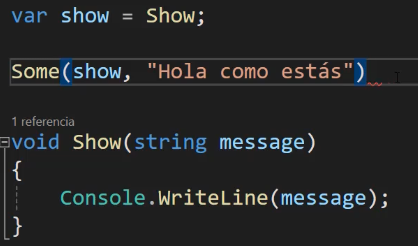 var show = Show;
Some(show, "Hola como estás")
1 referencia
void Show(string message)
{
Console.WriteLine(message);
}